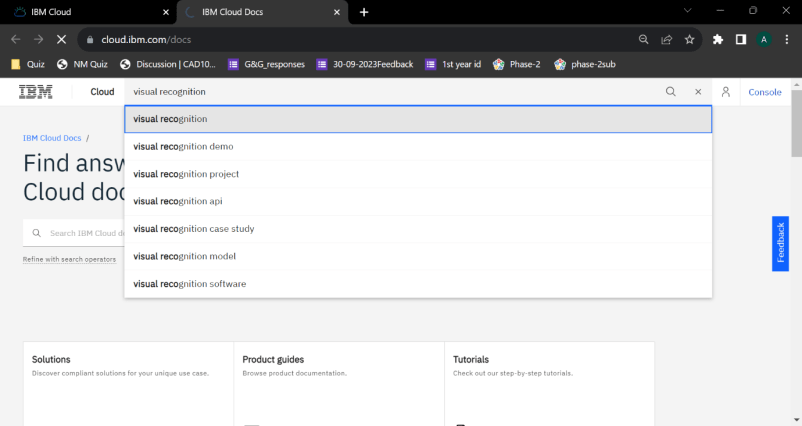 IBM Cloud
IBM Cloud Docs
cloud.ibm.com/docs
A
Quiz
NM Quiz
Discussion | CAD10...
G&G_responses
30-09-2023Feedback
1st year id
Phase-2
phase-2sub
IBM
Cloud
visual recognition
Console
visual recognition
visual recognition demo
visual recognition project
visual recognition api
visual recognition case study
visual recognition model
visual recognition software
IBM Cloud Docs /
Find answ
Cloud doc
Search IBM Cloud d
Refine with search operators
Feedback
Solutions
Discover compliant solutions for your unique use case.
Product guides
Browse product documentation.
Tutorials
Check out our step-by-step tutorials.